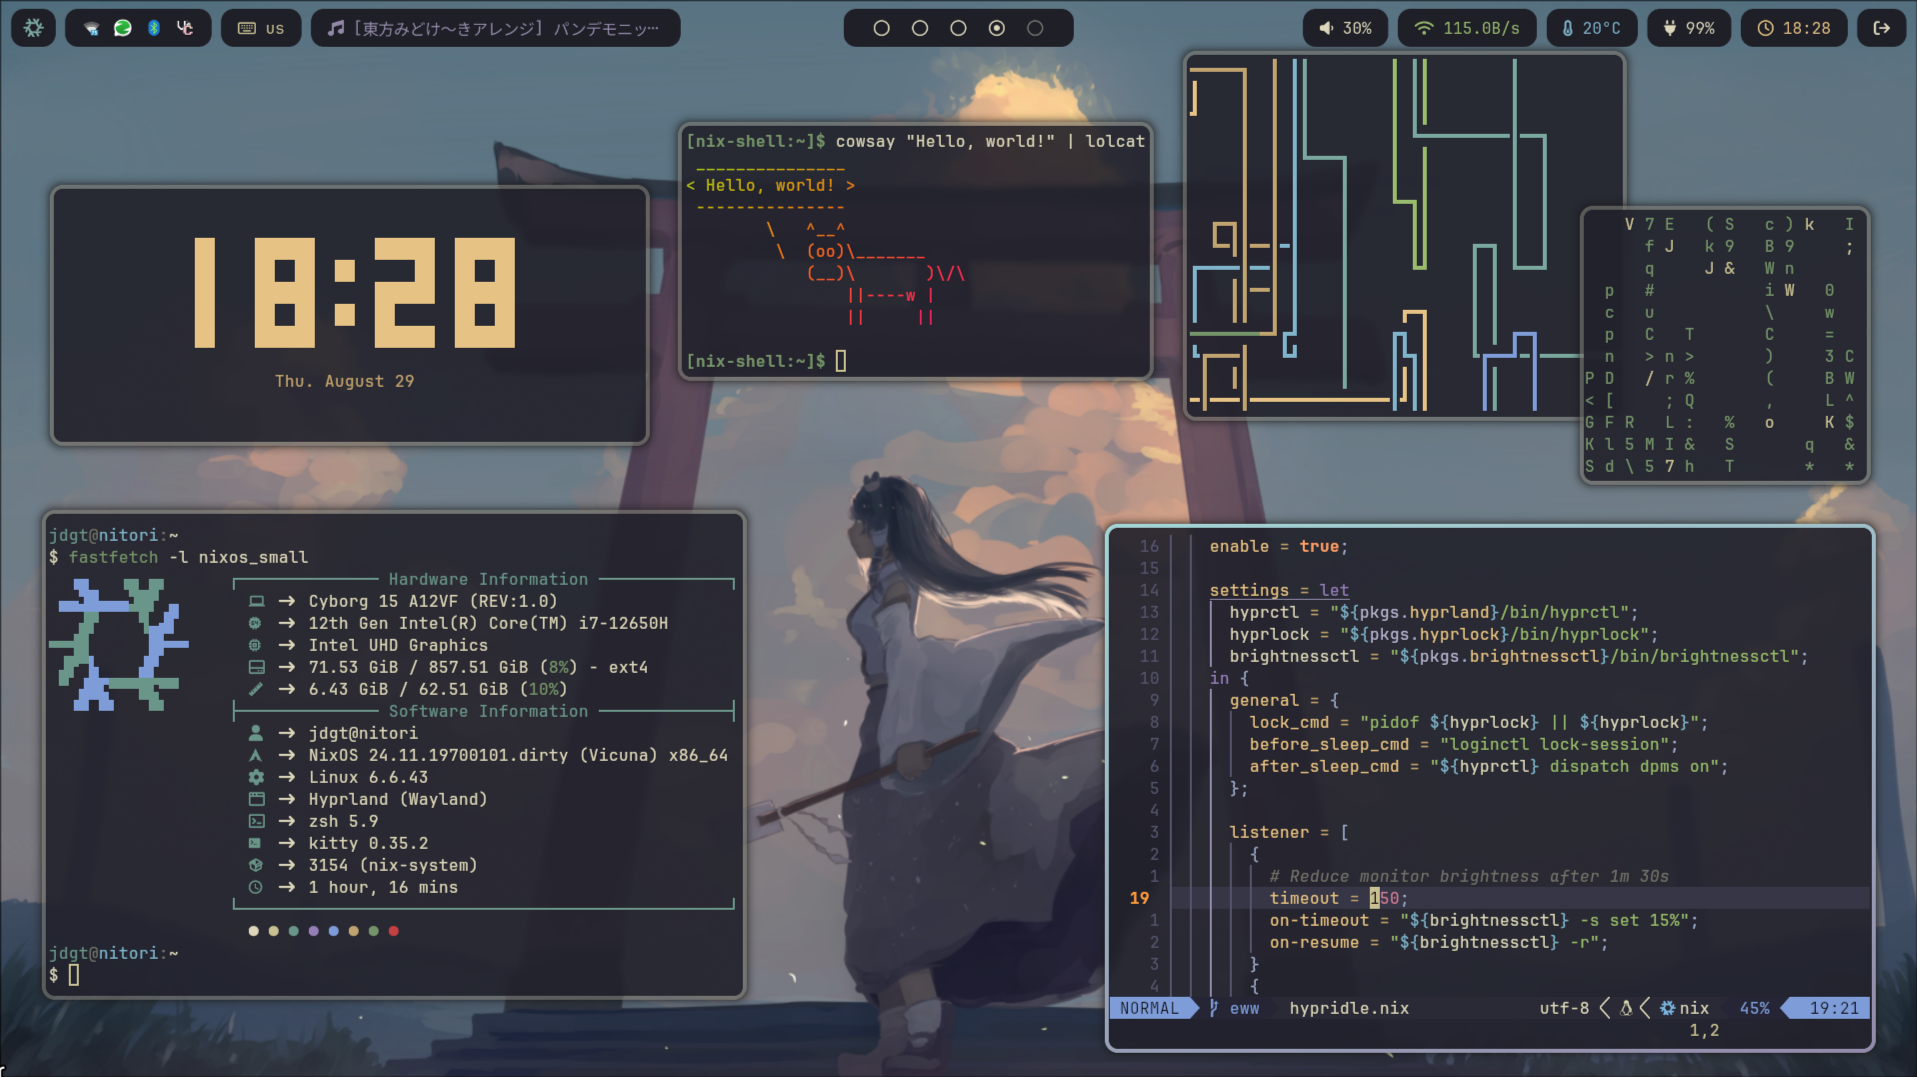 us
[東方みどけ～きアレンジ] パンデモニッ…
30%
115.0B/s
20°C
99%
18:28
18:28
Thu. August 29
[nix-shell:~]$ cowsay "Hello, world!" | lolcat
 _______________
< Hello, world! >
 ---------------
        \   ^__^
         \  (oo)\_______
            (__)\       )\/\
                ||----w |
                ||     ||
[nix-shell:~]$
V 7 E ( S c ) k I
f J k 9 B 9 ;
q J & W n
p # i W 0
c u \ w
p C T C =
n > n > ) 3 C
P D / r % ( B W
< [ ; Q , L ^
G F R L : % o K $
K l 5 M I & S q &
S d \ 5 7 h T * *
jdgt@nitori:~
$ fastfetch -l nixos_small
Hardware Information
Cyborg 15 A12VF (REV:1.0)
12th Gen Intel(R) Core(TM) i7-12650H
Intel UHD Graphics
71.53 GiB / 857.51 GiB (8%) - ext4
6.43 GiB / 62.51 GiB (10%)
Software Information
jdgt@nitori
NixOS 24.11.19700101.dirty (Vicuna) x86_64
Linux 6.6.43
Hyprland (Wayland)
zsh 5.9
kitty 0.35.2
3154 (nix-system)
1 hour, 16 mins
jdgt@nitori:~
$
16 enable = true;
15
14 settings = let
13 hyprctl = "${pkgs.hyprland}/bin/hyprctl";
12 hyprlock = "${pkgs.hyprlock}/bin/hyprlock";
11 brightnessctl = "${pkgs.brightnessctl}/bin/brightnessctl";
10 in {
9 general = {
8 lock_cmd = "pidof ${hyprlock} || ${hyprlock}";
7 before_sleep_cmd = "loginctl lock-session";
6 after_sleep_cmd = "${hyprctl} dispatch dpms on";
5 };
4
3 listener = [
2 {
1 # Reduce monitor brightness after 1m 30s
19 timeout = 150;
1 on-timeout = "${brightnessctl} -s set 15%";
2 on-resume = "${brightnessctl} -r";
3 }
4 {
NORMAL eww hypridle.nix utf-8 nix 45% 19:21
1,2